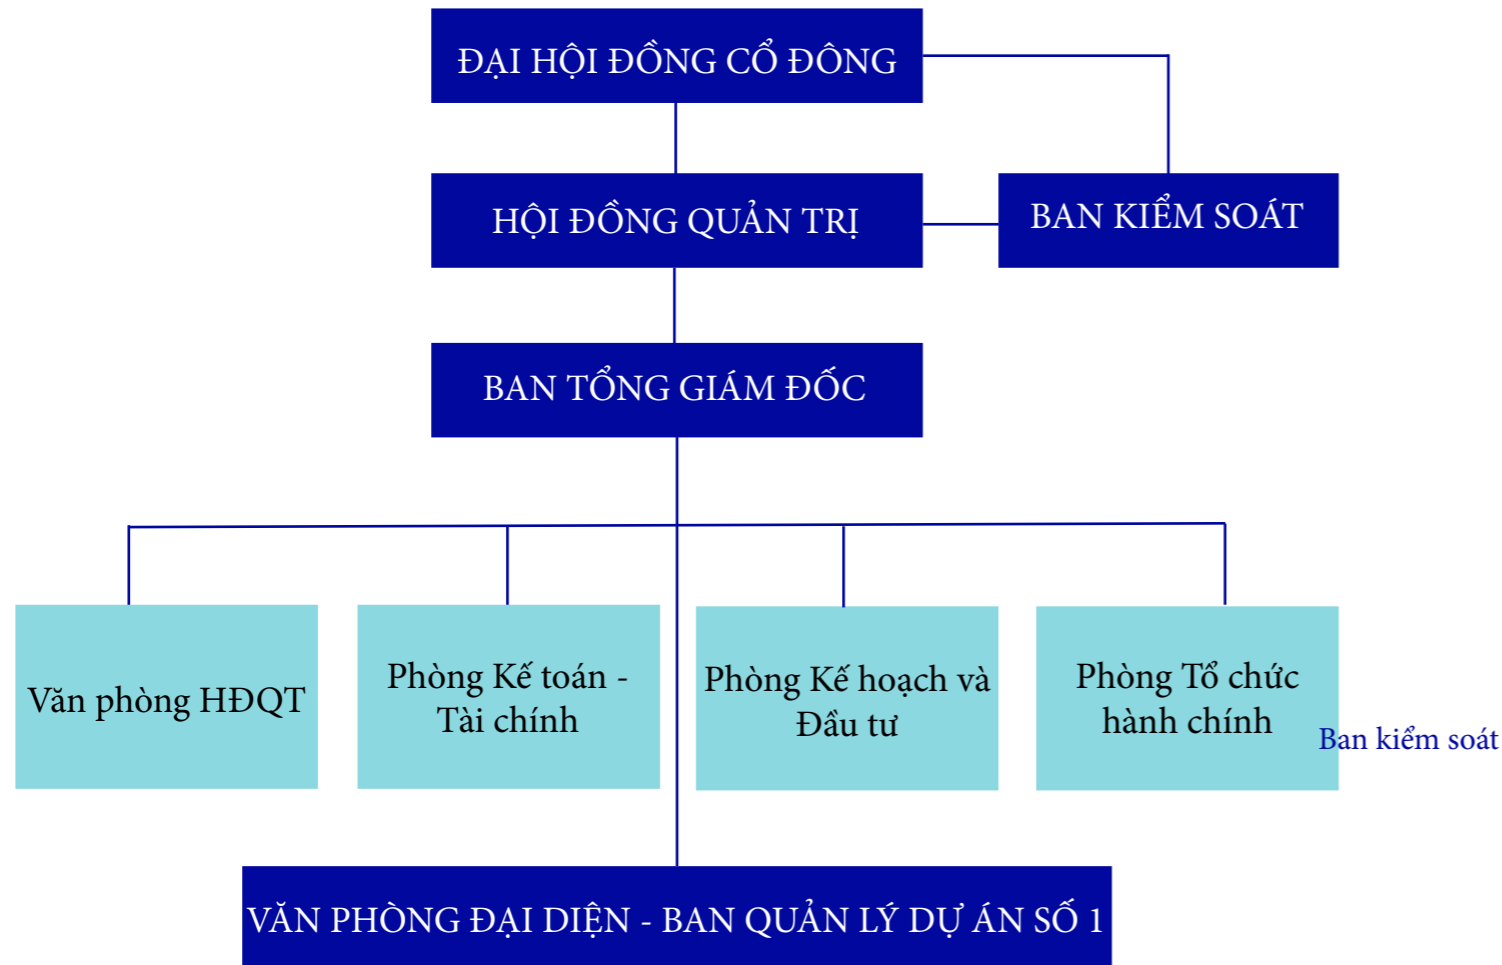 ĐẠI HỘI ĐỒNG CỔ ĐÔNG
HỘI ĐỒNG QUẢN TRỊ
BAN KIỂM SOÁT
BAN TỔNG GIÁM ĐỐC
Văn phòng HĐQT
Phòng Kế toán -
Tài chính
Phòng Kế hoạch và
Đầu tư
Phòng Tổ chức
hành chính
Ban kiểm soát
VĂN PHÒNG ĐẠI DIỆN - BAN QUẢN LÝ DỰ ÁN SỐ 1